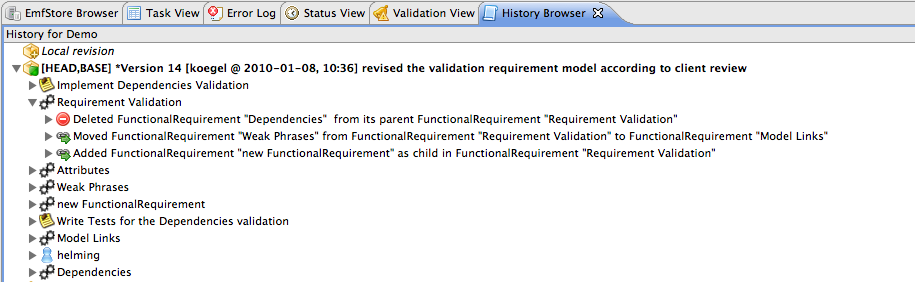 EmfStore Browser Task View Error Log Status View Validation View History Browser
History for Demo
Local revision
[HEAD,BASE] *Version 14 [koegel @ 2010-01-08, 10:36] revised the validation requirement model according to client review
Implement Dependencies Validation
Requirement Validation
Deleted FunctionalRequirement "Dependencies"  from its parent FunctionalRequirement "Requirement Validation"
Moved FunctionalRequirement "Weak Phrases" from FunctionalRequirement "Requirement Validation" to FunctionalRequirement "Model Links"
Added FunctionalRequirement "new FunctionalRequirement" as child in FunctionalRequirement "Requirement Validation"
Attributes
Weak Phrases
new FunctionalRequirement
Write Tests for the Dependencies validation
Model Links
helming
Dependencies